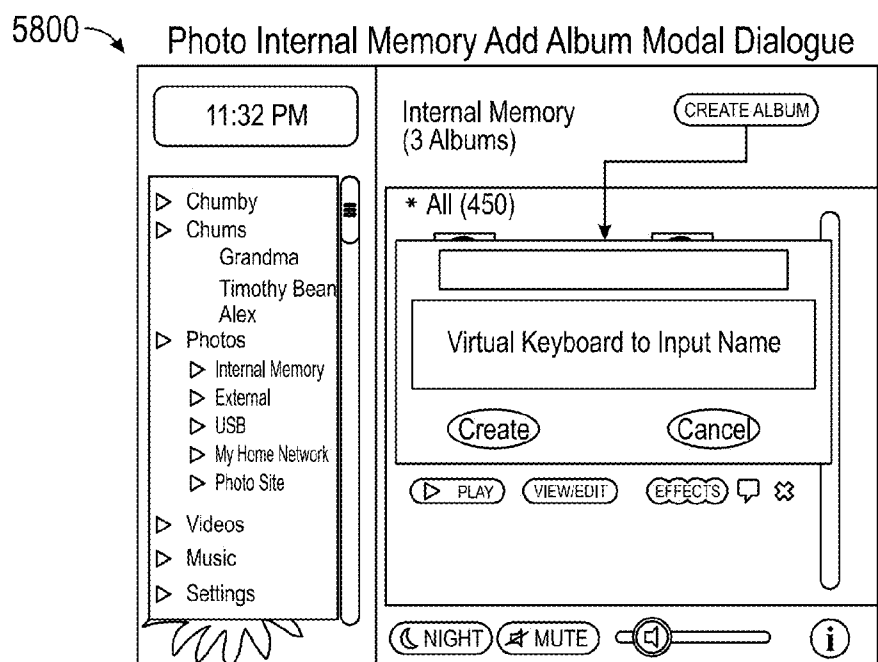 5800
Photo Internal Memory Add Album Modal Dialogue
11:32 PM
Chumby
Chums
Grandma
Timothy Bean
Alex
Photos
Internal Memory
External
USB
My Home Network
Photo Site
Videos
Music
Settings
Internal Memory
(3 Albums)
CREATE ALBUM
* All (450)
Virtual Keyboard to Input Name
Create
Cancel
PLAY
VIEW/EDIT
EFFECTS
NIGHT
MUTE
i